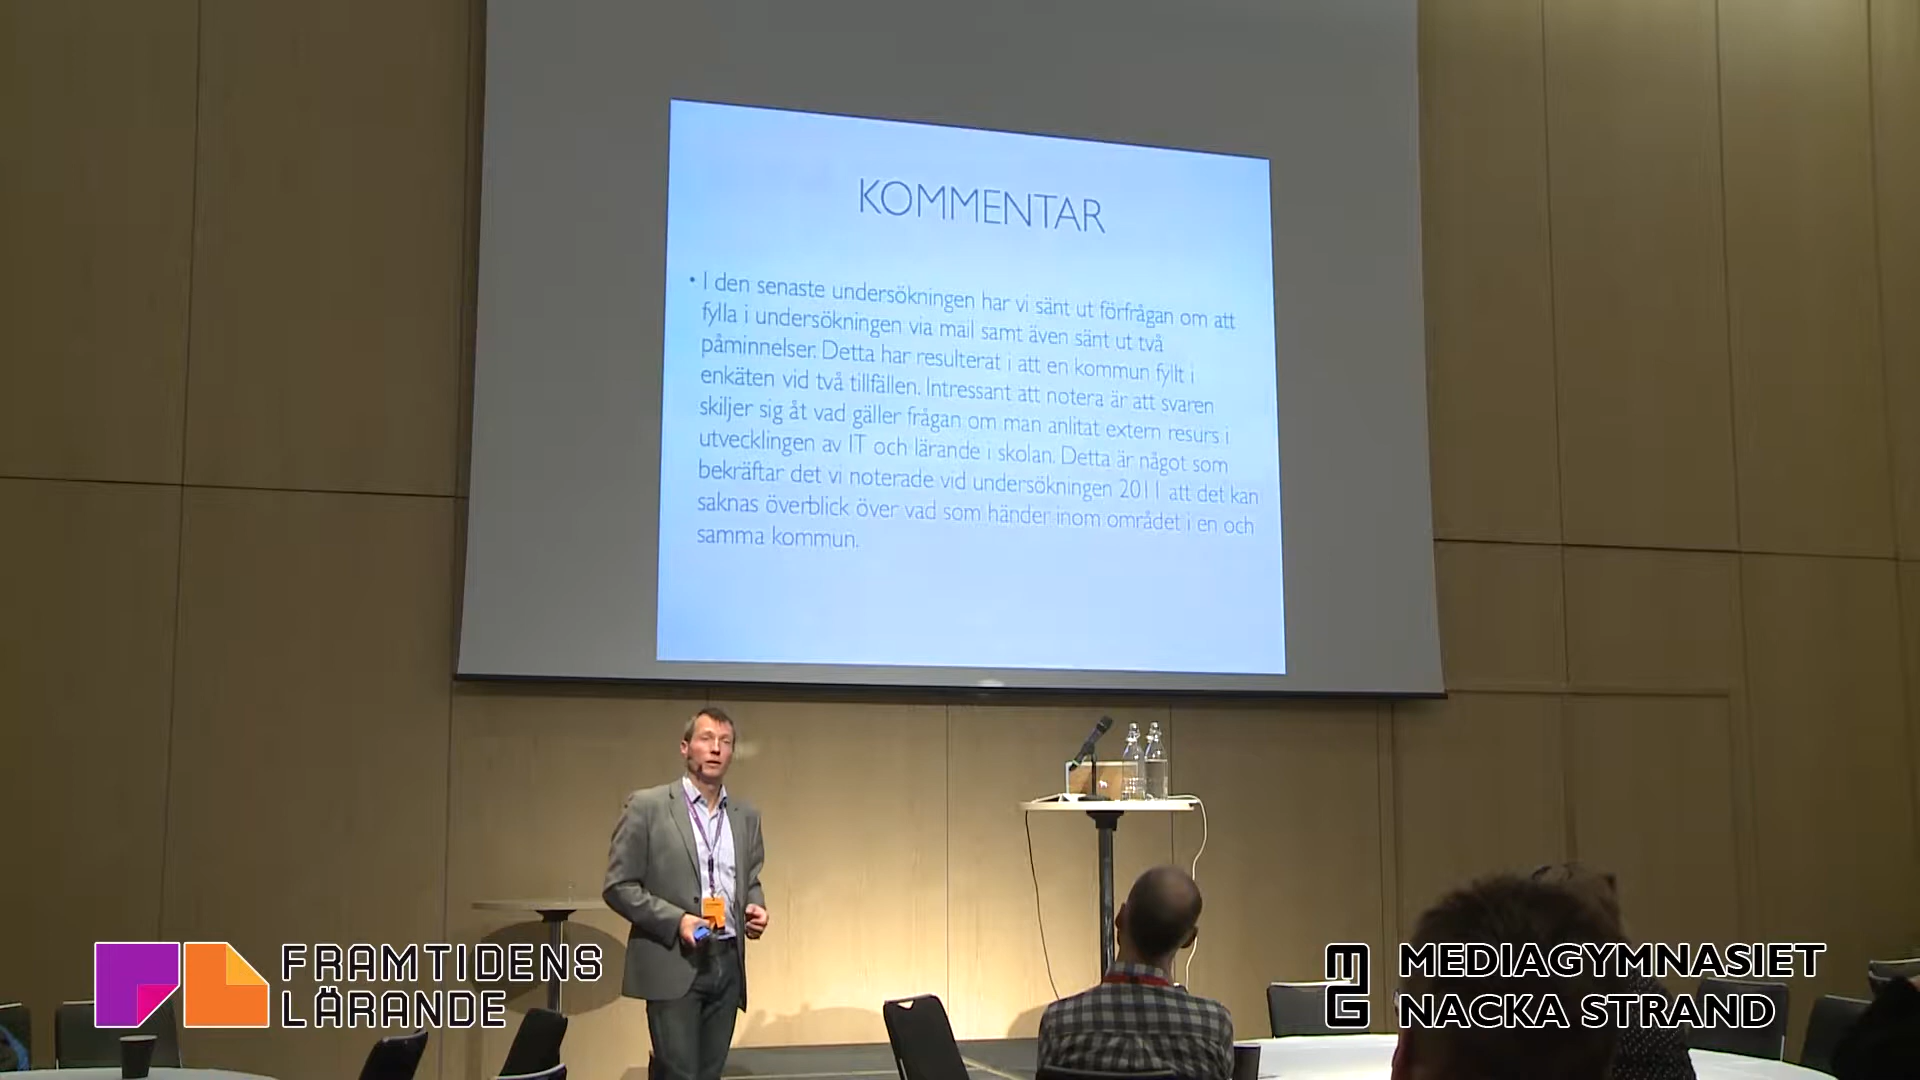 KOMMENTAR
• I den senaste undersökningen har vi sänt ut förfrågan om att
fylla i undersökningen via mail samt även sänt ut två
påminnelser. Detta har resulterat i att en kommun fyllt i
enkäten vid två tillfällen. Intressant att notera är att svaren
skiljer sig åt vad gäller frågan om man anlitat extern resurs i
utvecklingen av IT och lärande i skolan. Detta är något som
bekräftar det vi noterade vid undersökningen 2011 att det kan
saknas överblick över vad som händer inom området i en och
samma kommun.
FRAMTIDENS
LÄRANDE
MG
MEDIAGYMNASIET
NACKA STRAND